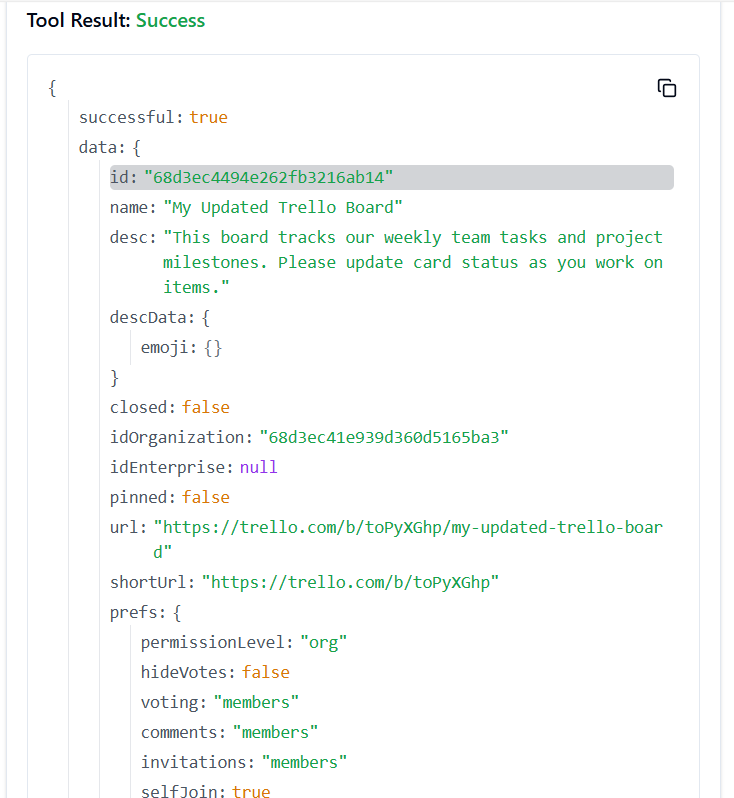 Tool Result: Success
{
successful: true
data: {
id: "68d3ec4494e262fb3216ab14"
name: "My Updated Trello Board"
desc: "This board tracks our weekly team tasks and project
milestones. Please update card status as you work on
items."
descData: {
emoji: {}
}
closed: false
idOrganization: "68d3ec41e939d360d5165ba3"
idEnterprise: null
pinned: false
url: "https://trello.com/b/toPyXGhp/my-updated-trello-boar
d"
shortUrl: "https://trello.com/b/toPyXGhp"
prefs: {
permissionLevel: "org"
hideVotes: false
voting: "members"
comments: "members"
invitations: "members"
selfJoin: true